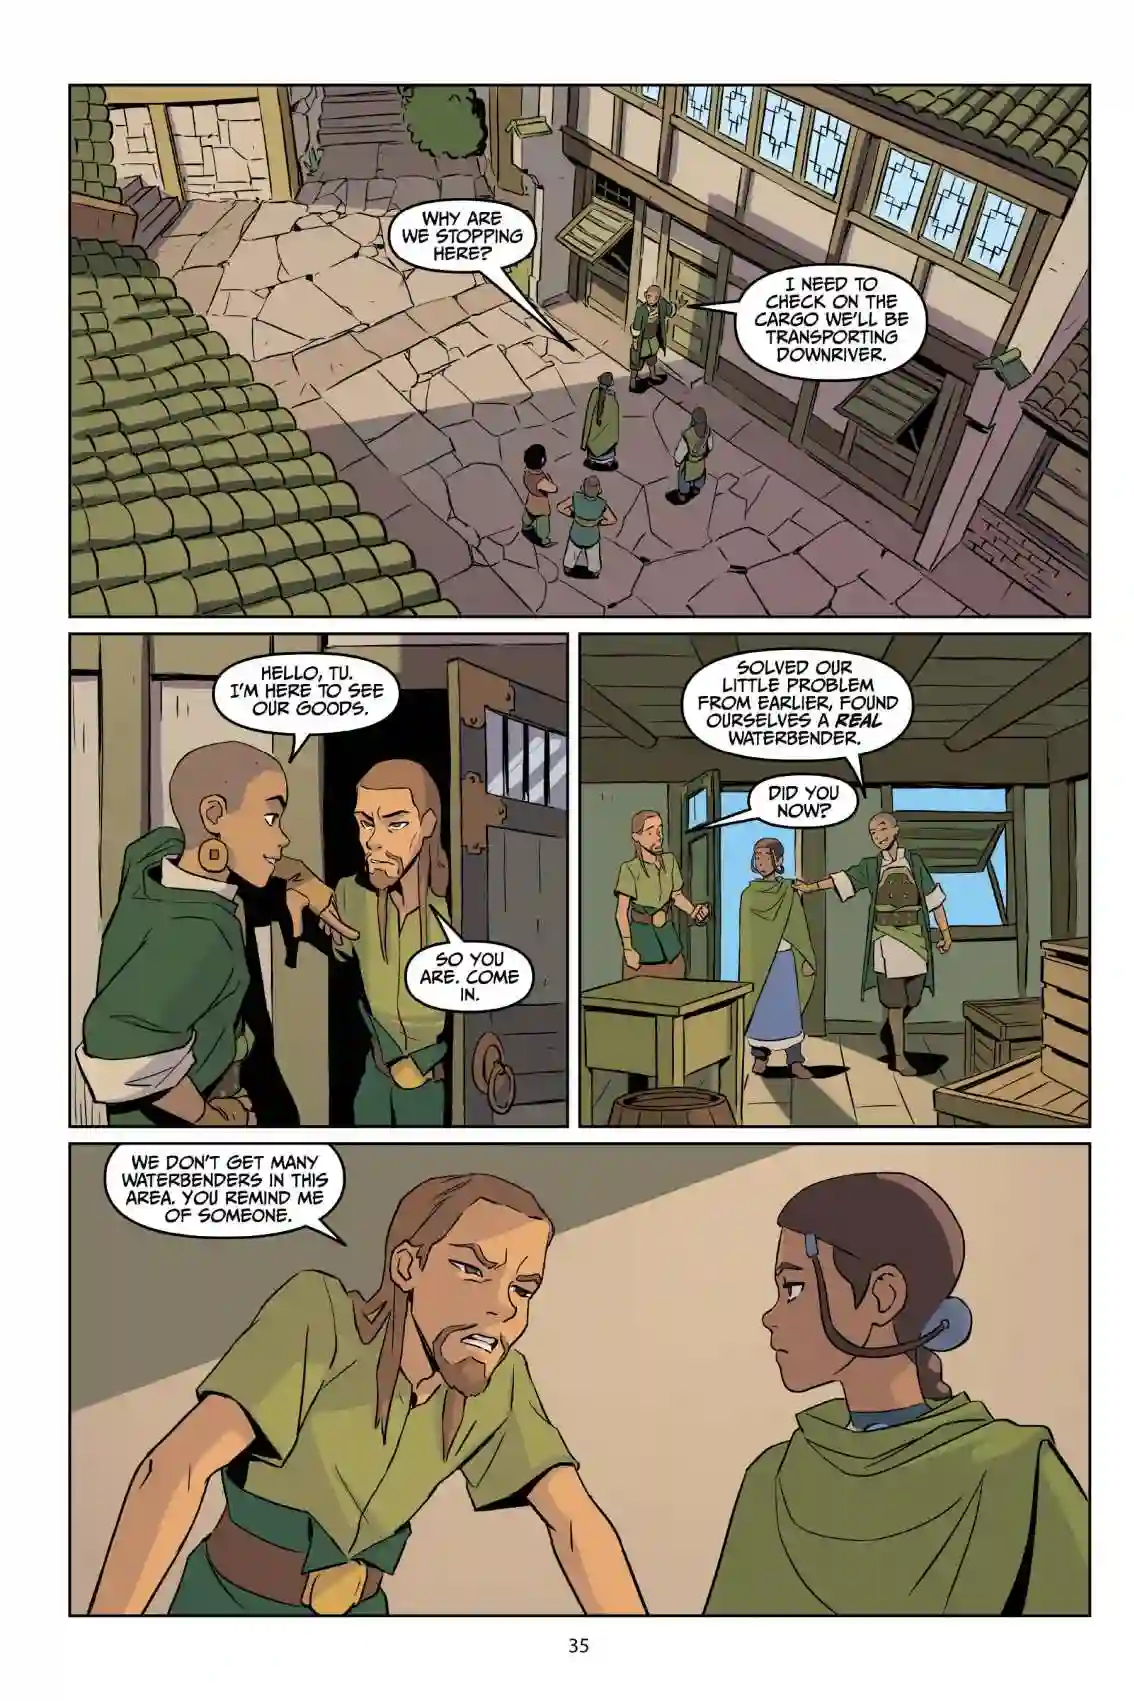 WHY ARE
WE STOPPING
HERE?
I NEED TO
CHECK ON THE
CARGO WE'LL BE
TRANSPORTING
DOWNRIVER.
HELLO, TU.
I'M HERE TO SEE
OUR GOODS.
SO YOU
ARE. COME
IN.
SOLVED OUR
LITTLE PROBLEM
FROM EARLIER, FOUND
OURSELVES A REAL
WATERBENDER.
DID YOU
NOW?
WE DON'T GET MANY
WATERBENDERS IN THIS
AREA. YOU REMIND ME
OF SOMEONE.
35